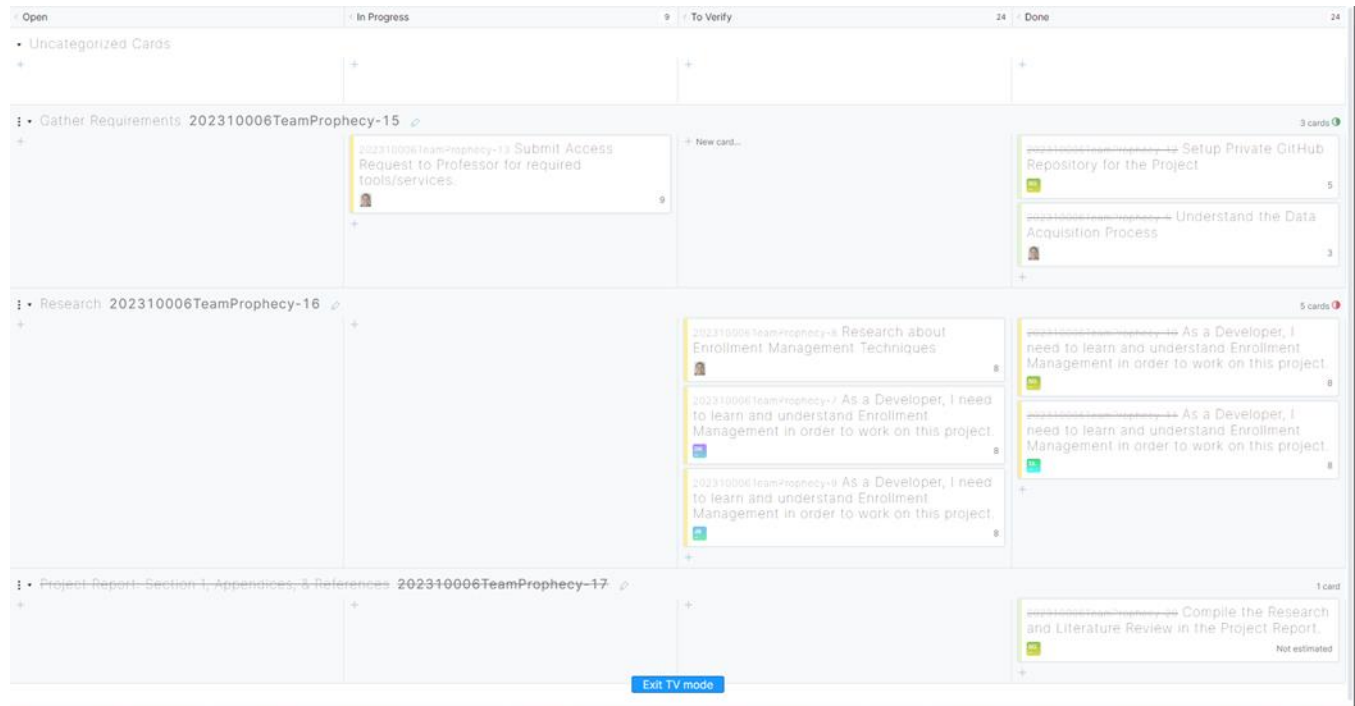 Open
In Progress 9
To Verify 24
Done 24
Uncategorized Cards
Gather Requirements 202310006TeamProphecy-15
3 cards
202310006TeamProphecy-13 Submit Access
Request to Professor for required
tools/services.
9
+ New card...
202310006TeamProphecy-12 Setup Private GitHub
Repository for the Project
5
Understand the Data
Acquisition Process
3
Research 202310006TeamProphecy-16
5 cards
202310006TeamProphecy-8 Research about
Enrollment Management Techniques
8
202310006TeamProphecy-7 As a Developer, I need
to learn and understand Enrollment
Management in order to work on this project.
8
202310006TeamProphecy-9 As a Developer, I need
to learn and understand Enrollment
Management in order to work on this project.
8
202310006TeamProphecy-10 As a Developer, I
need to learn and understand Enrollment
Management in order to work on this project.
8
202310006TeamProphecy-11 As a Developer, I
need to learn and understand Enrollment
Management in order to work on this project.
8
Project Report: Section 1, Appendices, & References 202310006TeamProphecy-17
1 card
202310006TeamProphecy-20 Compile the Research
and Literature Review in the Project Report.
Not estimated
Exit TV mode